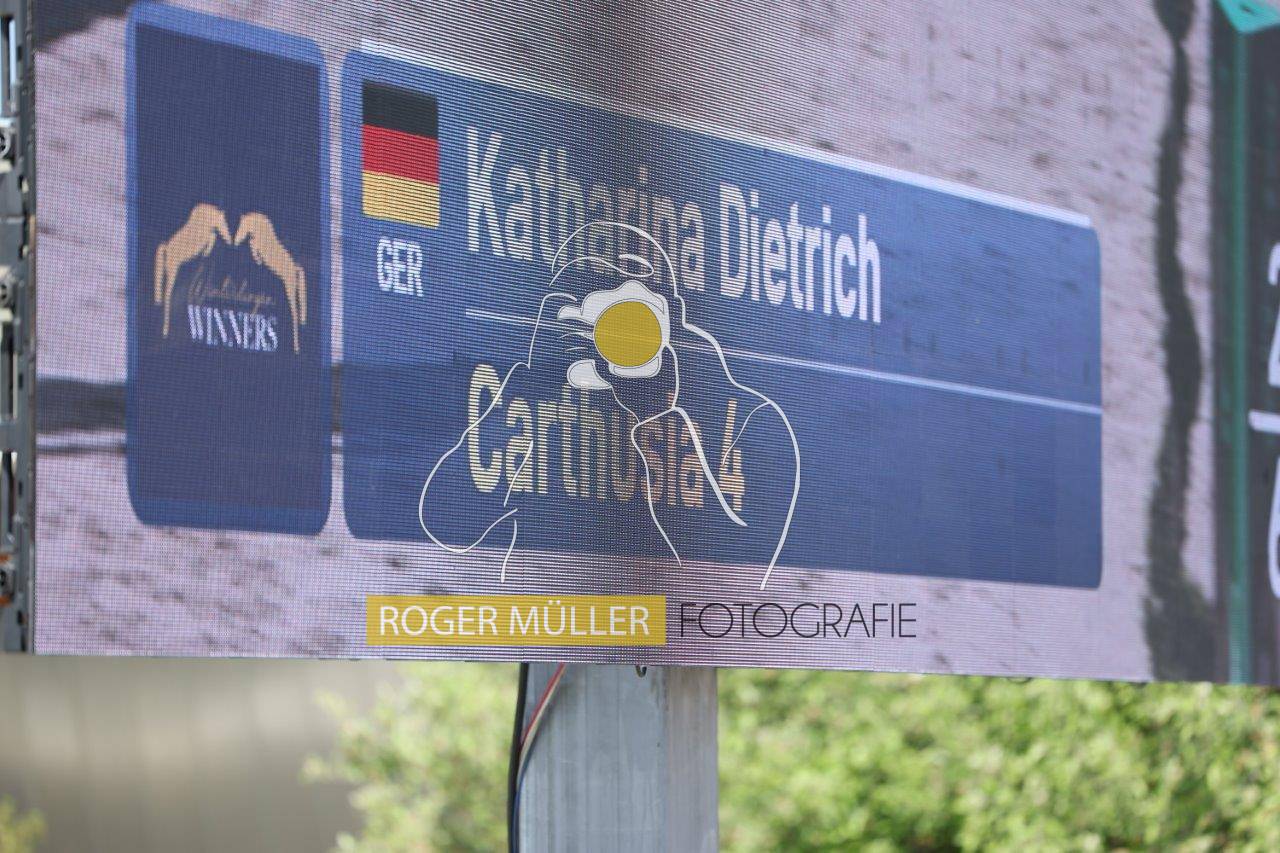 Katharina Dietrich
GER
WINNERS
Carthusia 4
ROGER MÜLLER FOTOGRAFIE